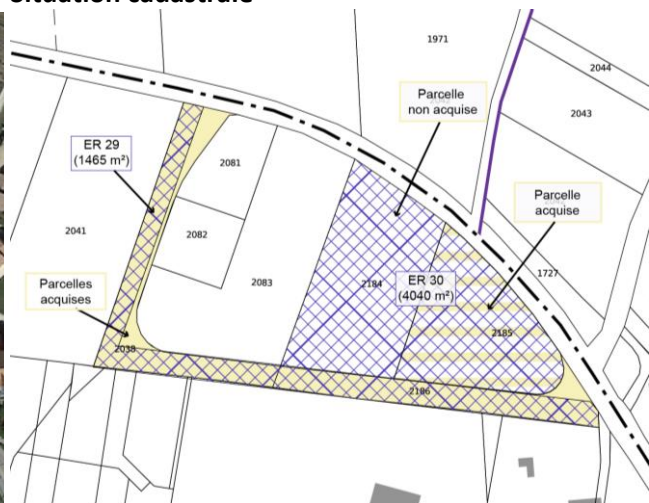 Situation cadastrale
1971
2044
Parcelle
non acquise
2043
ER 29
(1465 m²)
2081
Parcelle
acquise
2041
2082
1727
2083
2184
ER 30
(4040 m²)
Parcelles
acquises
2185
2038
2186